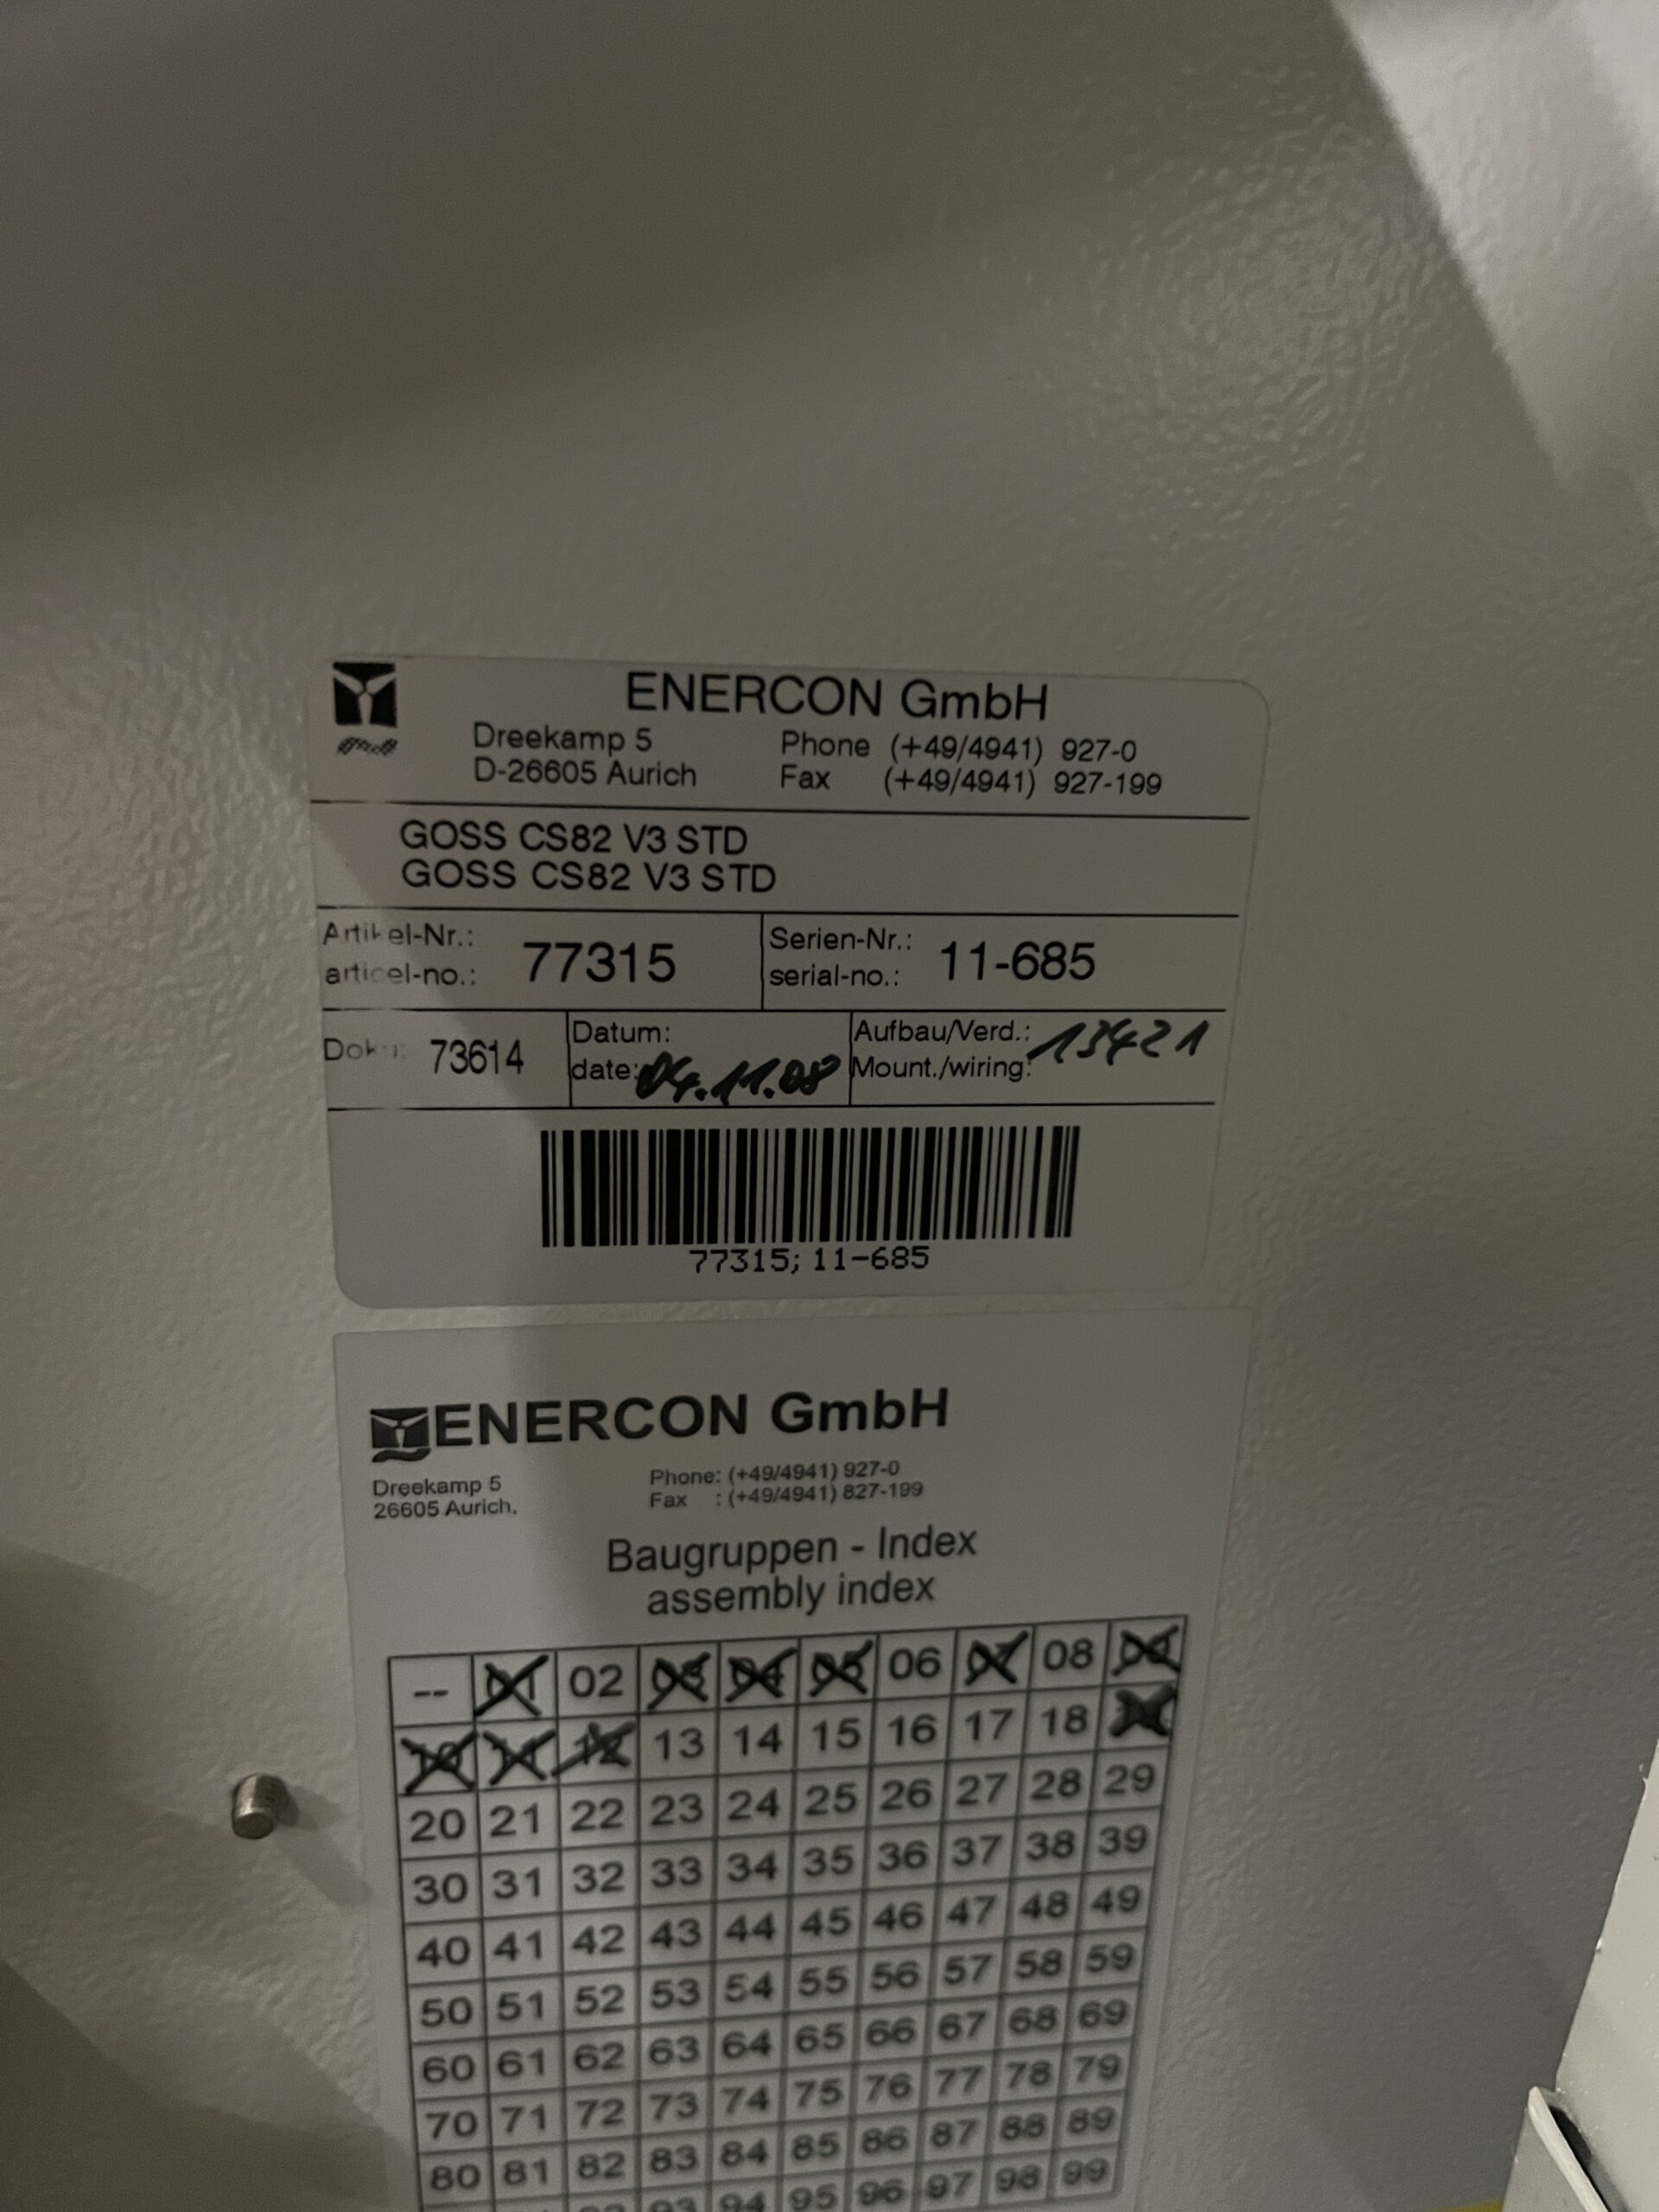 ENERCON GmbH
Dreekamp 5 Phone (+49/4941) 927-0
D-26605 Aurich Fax (+49/4941) 927-199
GOSS CS82 V3 STD
GOSS CS82 V3 STD
Artikel-Nr.: Serien-Nr.:
articel-no.: 77315 serial-no.: 11-685
Doku: 73614 Datum: Aufbau/Verd.: 13421
date: 04.11.08 Mount./wiring:
77315; 11-685
ENERCON GmbH
Dreekamp 5 Phone: (+49/4941) 927-0
26605 Aurich, Fax : (+49/4941) 827-199
Baugruppen - Index
assembly index
-- 01 02 03 04 05 06 07 08 09
10 11 12 13 14 15 16 17 18
20 21 22 23 24 25 26 27 28 29
30 31 32 33 34 35 36 37 38 39
40 41 42 43 44 45 46 47 48 49
50 51 52 53 54 55 56 57 58 59
60 61 62 63 64 65 66 67 68 69
70 71 72 73 74 75 76 77 78 79
80 81 82 83 84 85 86 87 88 89
93 94 95 96 97 98 99